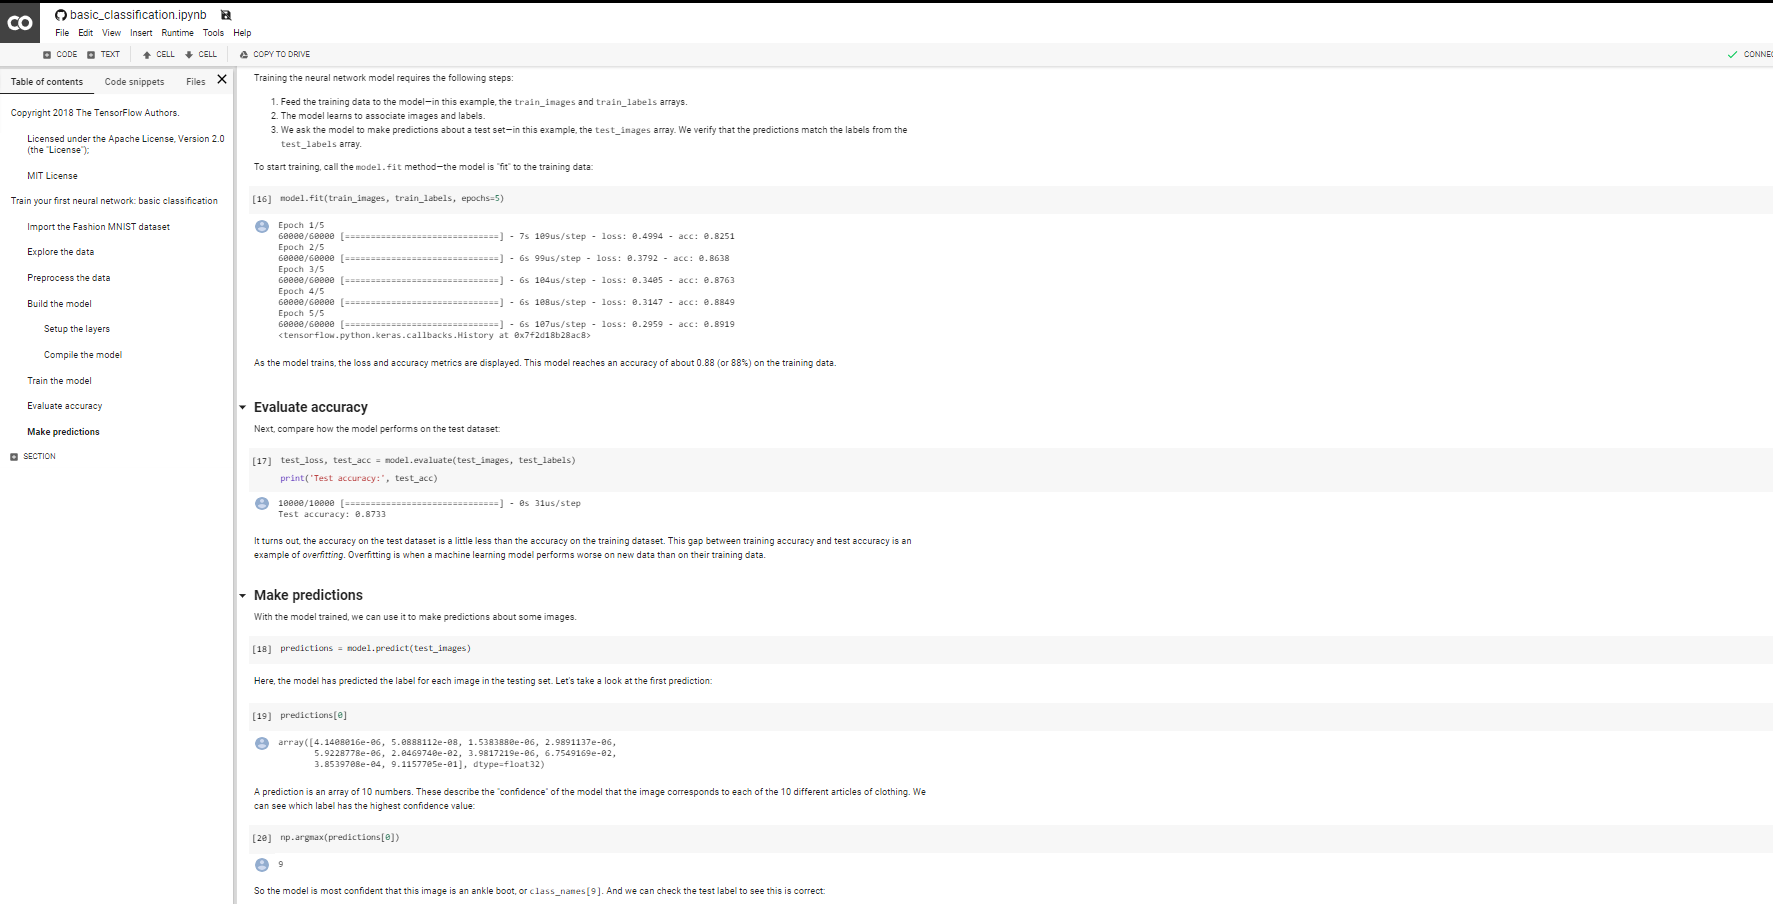 CO
basic_classification.ipynb
File Edit View Insert Runtime Tools Help
CODE TEXT CELL CELL COPY TO DRIVE
Table of contents Code snippets Files
Copyright 2018 The TensorFlow Authors.
Licensed under the Apache License, Version 2.0
(the "License");
MIT License
Train your first neural network: basic classification
Import the Fashion MNIST dataset
Explore the data
Preprocess the data
Build the model
Setup the layers
Compile the model
Train the model
Evaluate accuracy
Make predictions
SECTION
Training the neural network model requires the following steps:
1. Feed the training data to the model—in this example, the train_images and train_labels arrays.
2. The model learns to associate images and labels.
3. We ask the model to make predictions about a test set—in this example, the test_images array. We verify that the predictions match the labels from the
test_labels array.
To start training, call the model.fit method—the model is "fit" to the training data:
[16] model.fit(train_images, train_labels, epochs=5)
Epoch 1/5
60000/60000 [==============================] - 7s 109us/step - loss: 0.4994 - acc: 0.8251
Epoch 2/5
60000/60000 [==============================] - 6s 99us/step - loss: 0.3792 - acc: 0.8638
Epoch 3/5
60000/60000 [==============================] - 6s 104us/step - loss: 0.3405 - acc: 0.8763
Epoch 4/5
60000/60000 [==============================] - 6s 108us/step - loss: 0.3147 - acc: 0.8849
Epoch 5/5
60000/60000 [==============================] - 6s 107us/step - loss: 0.2959 - acc: 0.8919
<tensorflow.python.keras.callbacks.History at 0x7f2d18b28ac8>
As the model trains, the loss and accuracy metrics are displayed. This model reaches an accuracy of about 0.88 (or 88%) on the training data.
Evaluate accuracy
Next, compare how the model performs on the test dataset:
[17] test_loss, test_acc = model.evaluate(test_images, test_labels)
print('Test accuracy:', test_acc)
10000/10000 [==============================] - 0s 31us/step
Test accuracy: 0.8733
It turns out, the accuracy on the test dataset is a little less than the accuracy on the training dataset. This gap between training accuracy and test accuracy is an
example of overfitting. Overfitting is when a machine learning model performs worse on new data than on their training data.
Make predictions
With the model trained, we can use it to make predictions about some images.
[18] predictions = model.predict(test_images)
Here, the model has predicted the label for each image in the testing set. Let's take a look at the first prediction:
[19] predictions[0]
array([4.1408016e-06, 5.0888112e-08, 1.5383880e-06, 2.9891137e-06,
5.9228778e-06, 2.0469740e-02, 3.9817219e-06, 6.7549169e-02,
3.8539708e-04, 9.1157705e-01], dtype=float32)
A prediction is an array of 10 numbers. These describe the "confidence" of the model that the image corresponds to each of the 10 different articles of clothing. We
can see which label has the highest confidence value:
[20] np.argmax(predictions[0])
9
So the model is most confident that this image is an ankle boot, or class_names[9]. And we can check the test label to see this is correct: